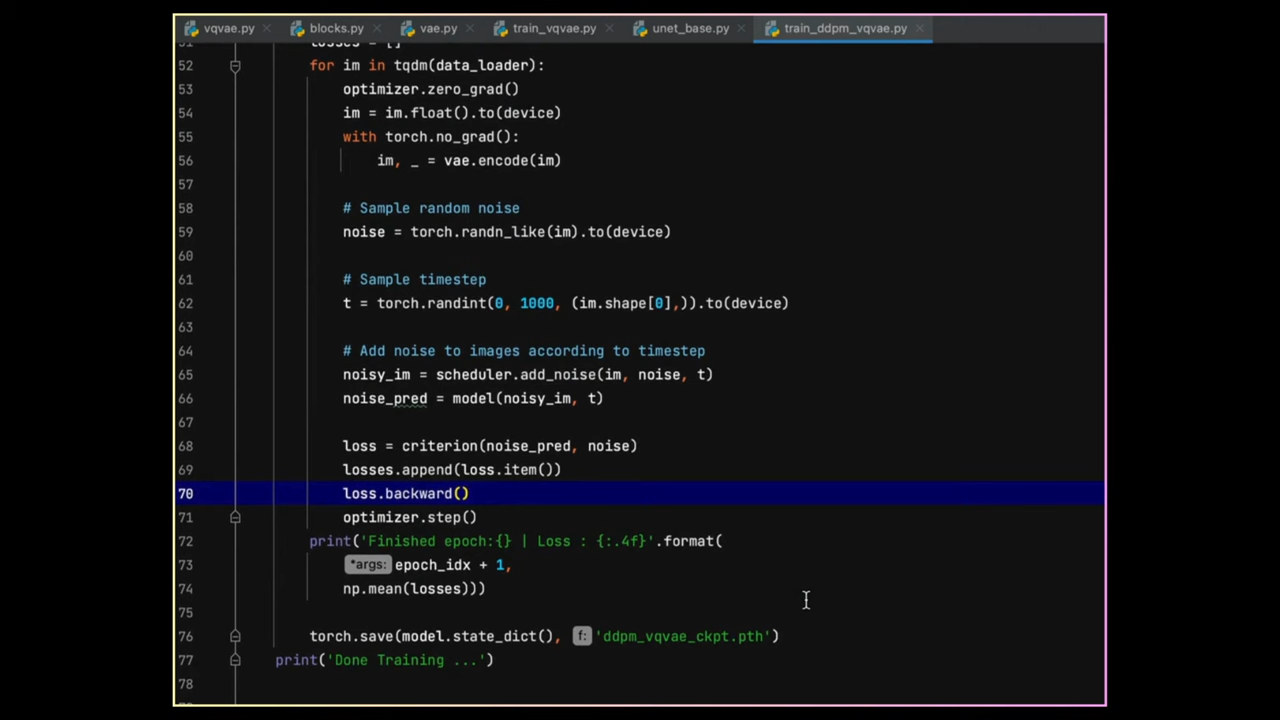 vqvae.py
blocks.py
vae.py
train_vqvae.py
unet_base.py
train_ddpm_vqvae.py
51 losses = []
52 for im in tqdm(data_loader):
53 optimizer.zero_grad()
54 im = im.float().to(device)
55 with torch.no_grad():
56 im, _ = vae.encode(im)
57
58 # Sample random noise
59 noise = torch.randn_like(im).to(device)
60
61 # Sample timestep
62 t = torch.randint(0, 1000, (im.shape[0],)).to(device)
63
64 # Add noise to images according to timestep
65 noisy_im = scheduler.add_noise(im, noise, t)
66 noise_pred = model(noisy_im, t)
67
68 loss = criterion(noise_pred, noise)
69 losses.append(loss.item())
70 loss.backward()
71 optimizer.step()
72 print('Finished epoch:{} | Loss : {:.4f}'.format(
73 *args: epoch_idx + 1,
74 np.mean(losses)))
75
76 torch.save(model.state_dict(), f: 'ddpm_vqvae_ckpt.pth')
77 print('Done Training ...')
78